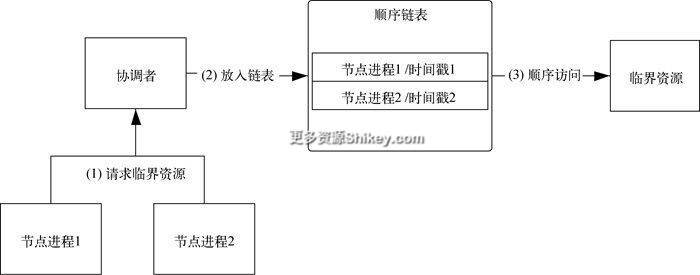 顺序链表
协调者
(2) 放入链表
节点进程1 /时间戳1
节点进程2 /时间戳2
(3) 顺序访问
临界资源
更多资源Shikey.com
(1) 请求临界资源
节点进程1
节点进程2